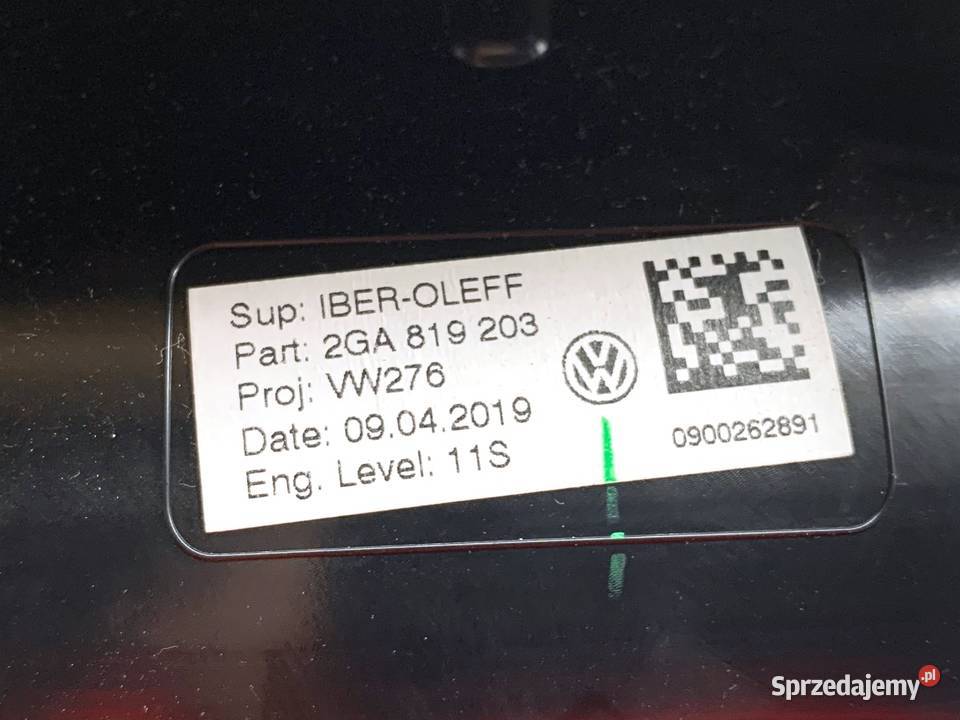 Sup: IBER-OLEFF
Part: 2GA 819 203
Proj: VW276
Date: 09.04.2019
Eng. Level: 11S
VW
0900262891
Sprzedajemy.pl